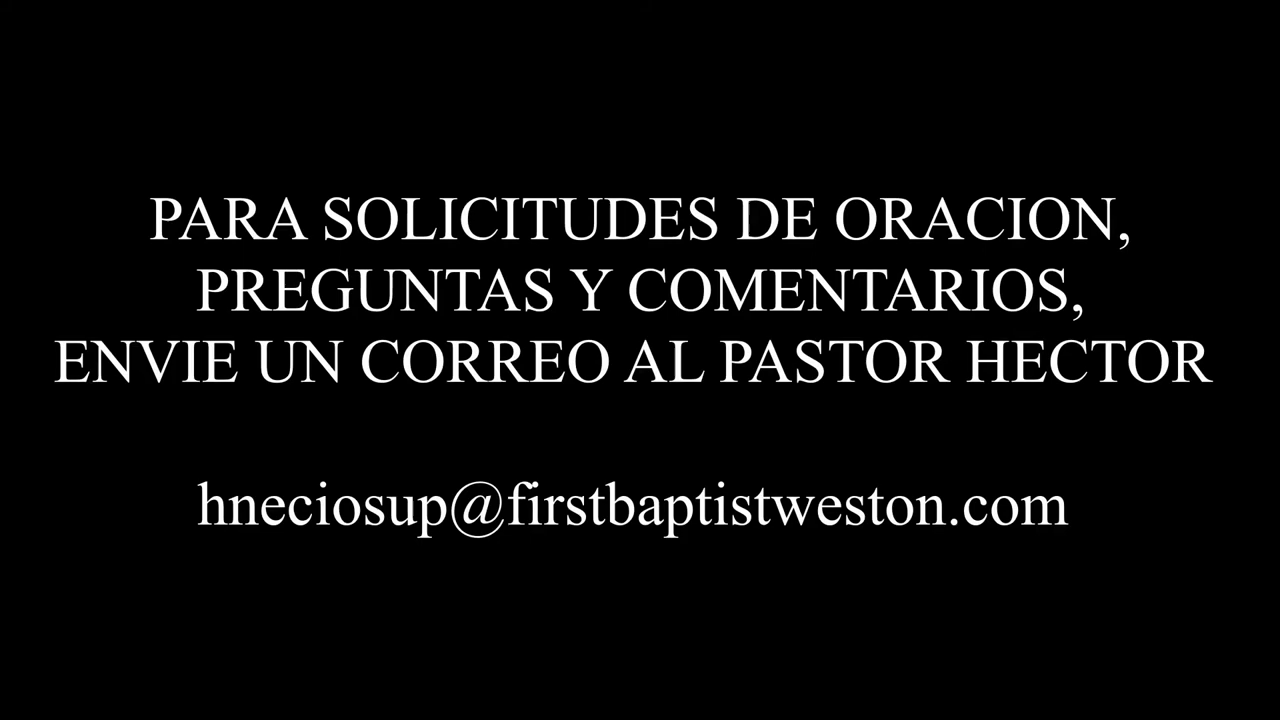 PARA SOLICITUDES DE ORACION,
PREGUNTAS Y COMENTARIOS,
ENVIE UN CORREO AL PASTOR HECTOR
hneciosup@firstbaptistweston.com